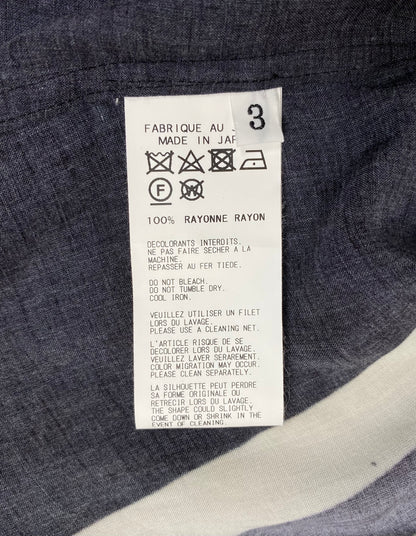 FABRIQUE AU J
3
MADE IN JAP
F
W
100% RAYONNE RAYON
DECOLORANTS INTERDITS.
NE PAS FAIRE SECHER A LA
MACHINE.
REPASSER AU FER TIEDE.
DO NOT BLEACH.
DO NOT TUMBLE DRY.
COOL IRON.
VEUILLEZ UTILISER UN FILET
LORS DU LAVAGE.
PLEASE USE A CLEANING NET.
L'ARTICLE RISQUE DE SE
DECOLORER LORS DU LAVAGE.
VEUILLEZ LAVER SERAREMENT.
COLOR MIGRATION MAY OCCUR.
PLEASE CLEAN SEPARATELY.
LA SILHOUETTE PEUT PERDRE
SA FORME ORIGINALE OU
RETRECIR LORS DU LAVAGE.
THE SHAPE COULD SLIGHTLY
COME DOWN OR SHRINK IN THE
EVENT OF CLEANING.